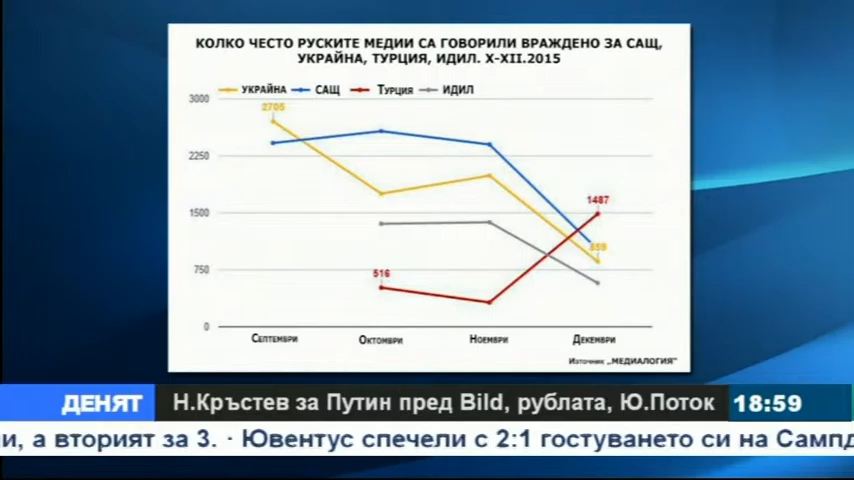 КОЛКО ЧЕСТО РУСКИТЕ МЕДИИ СА ГОВОРИЛИ ВРАЖДЕНО ЗА САЩ,
УКРАЙНА, ТУРЦИЯ, ИДИЛ. X-XII.2015
УКРАЙНА САЩ Турция ИДИЛ
3000
2705
2250
1500
1487
859
750
516
0
Септември Октомври Ноември Декември
Източник „МЕДИАЛОГИЯ"
ДЕНЯТ Н.Кръстев за Путин пред Bild, рублата, Ю.Поток 18:59
и, а вторият за 3. · Ювентус спечели с 2:1 гостуването си на Сампд